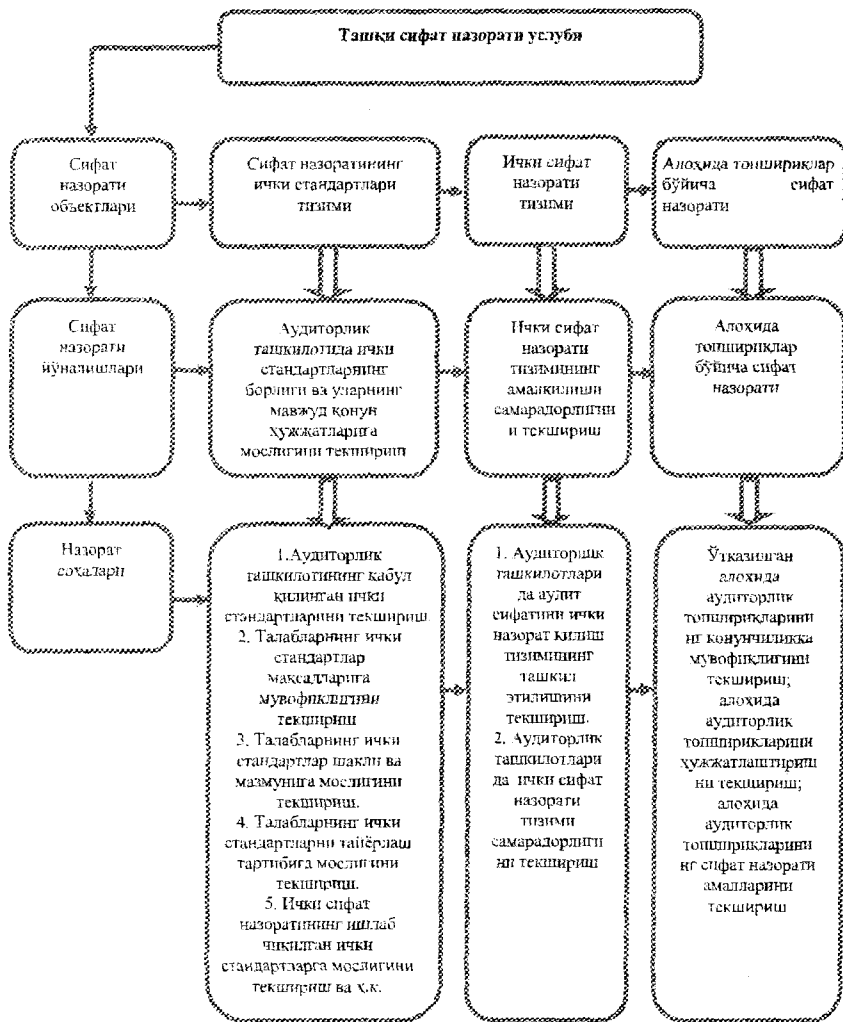 Ташқи сифат назорати услуби
Сифат
назорати
объектлари
Сифат назоратининг
ички стандартлари
тизими
Ички сифат
назорати
тизими
Алоҳида топшириқлар
бўйича сифат
назорати
Сифат
назорати
йўналишлари
Аудиторлик
ташкилотида ички
стандартларнинг
борлиги ва уларнинг
мавжуд қонун
ҳужжатларига
мослигини текшириш
Ички сифат
назорати
тизимининг
амалқилиши
самарадорлигин
и текшириш
Алоҳида
топшириқлар
бўйича сифат
назорати
Назорат
соҳалари
1.Аудиторлик
ташкилотининг қабул
қилинган ички
стандартларини текшириш.
2. Талабларнинг ички
стандартлар
мақсадларига
мувофиқлигини
текшириш
3. Талабларнинг ички
стандартлар шакли ва
мазмунига мослигини
текшириш.
4. Талабларнинг ички
стандартларни тайёрлаш
тартибига мослигини
текшириш.
5. Ички сифат
назоратининг ишлаб
чиқилган ички
стандартларга мослигини
текшириш ва ҳ.к.
1. Аудиторлик
ташкилотлари
да аудит
сифатини ички
назорат қилиш
тизимининг
ташкил
этилишини
текшириш.
2. Аудиторлик
ташкилотлари
да ички сифат
назорати
тизими
самарадорлиги
ни текшириш
Ўтказилган
алоҳида
аудиторлик
топшириқларини
нг қонунчиликка
мувофиқлигини
текшириш;
алоҳида
аудиторлик
топшириқларини
ҳужжатлаштириш
ни текшириш;
алоҳида
аудиторлик
топшириқларини
нг сифат назорати
амалларини
текшириш